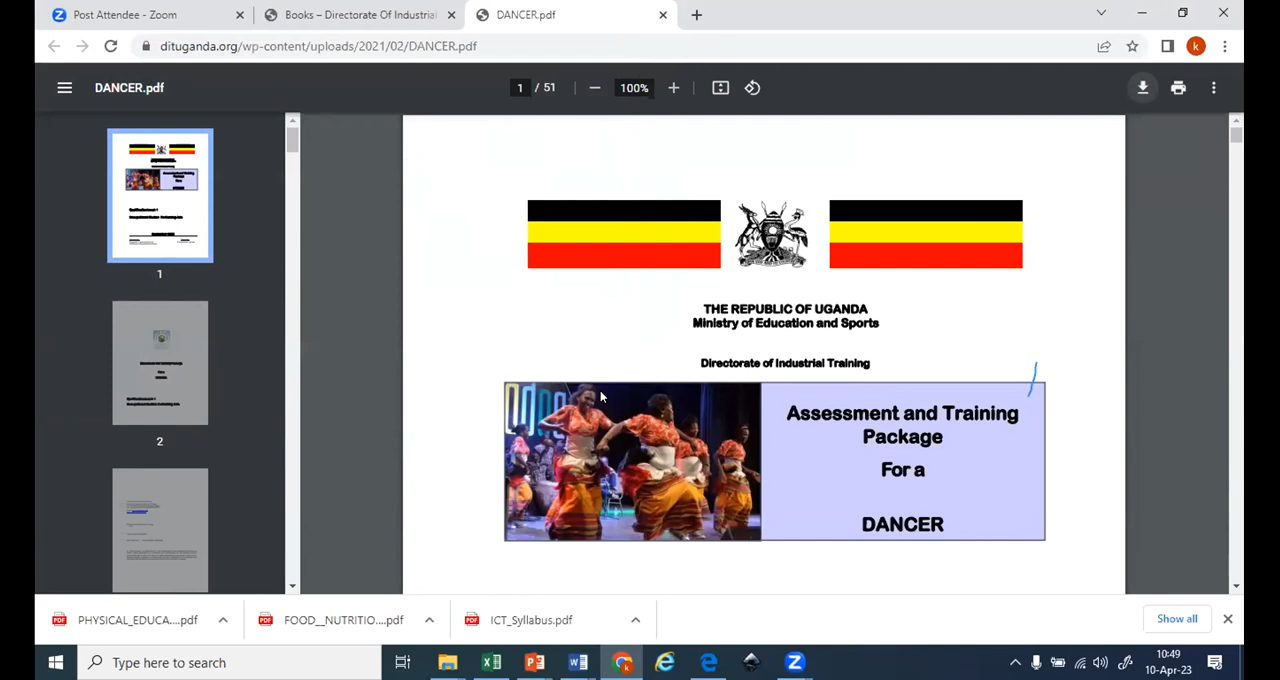 Post Attendee - Zoom
Books – Directorate Of Industrial
DANCER.pdf
dituganda.org/wp-content/uploads/2021/02/DANCER.pdf
k
DANCER.pdf
1 / 51
100%
1
2
THE REPUBLIC OF UGANDA
Ministry of Education and Sports
Directorate of Industrial Training
Assessment and Training
Package
For a
DANCER
PHYSICAL_EDUCA....pdf
FOOD__NUTRITIO....pdf
ICT_Syllabus.pdf
Show all
Type here to search
10:49
10-Apr-23